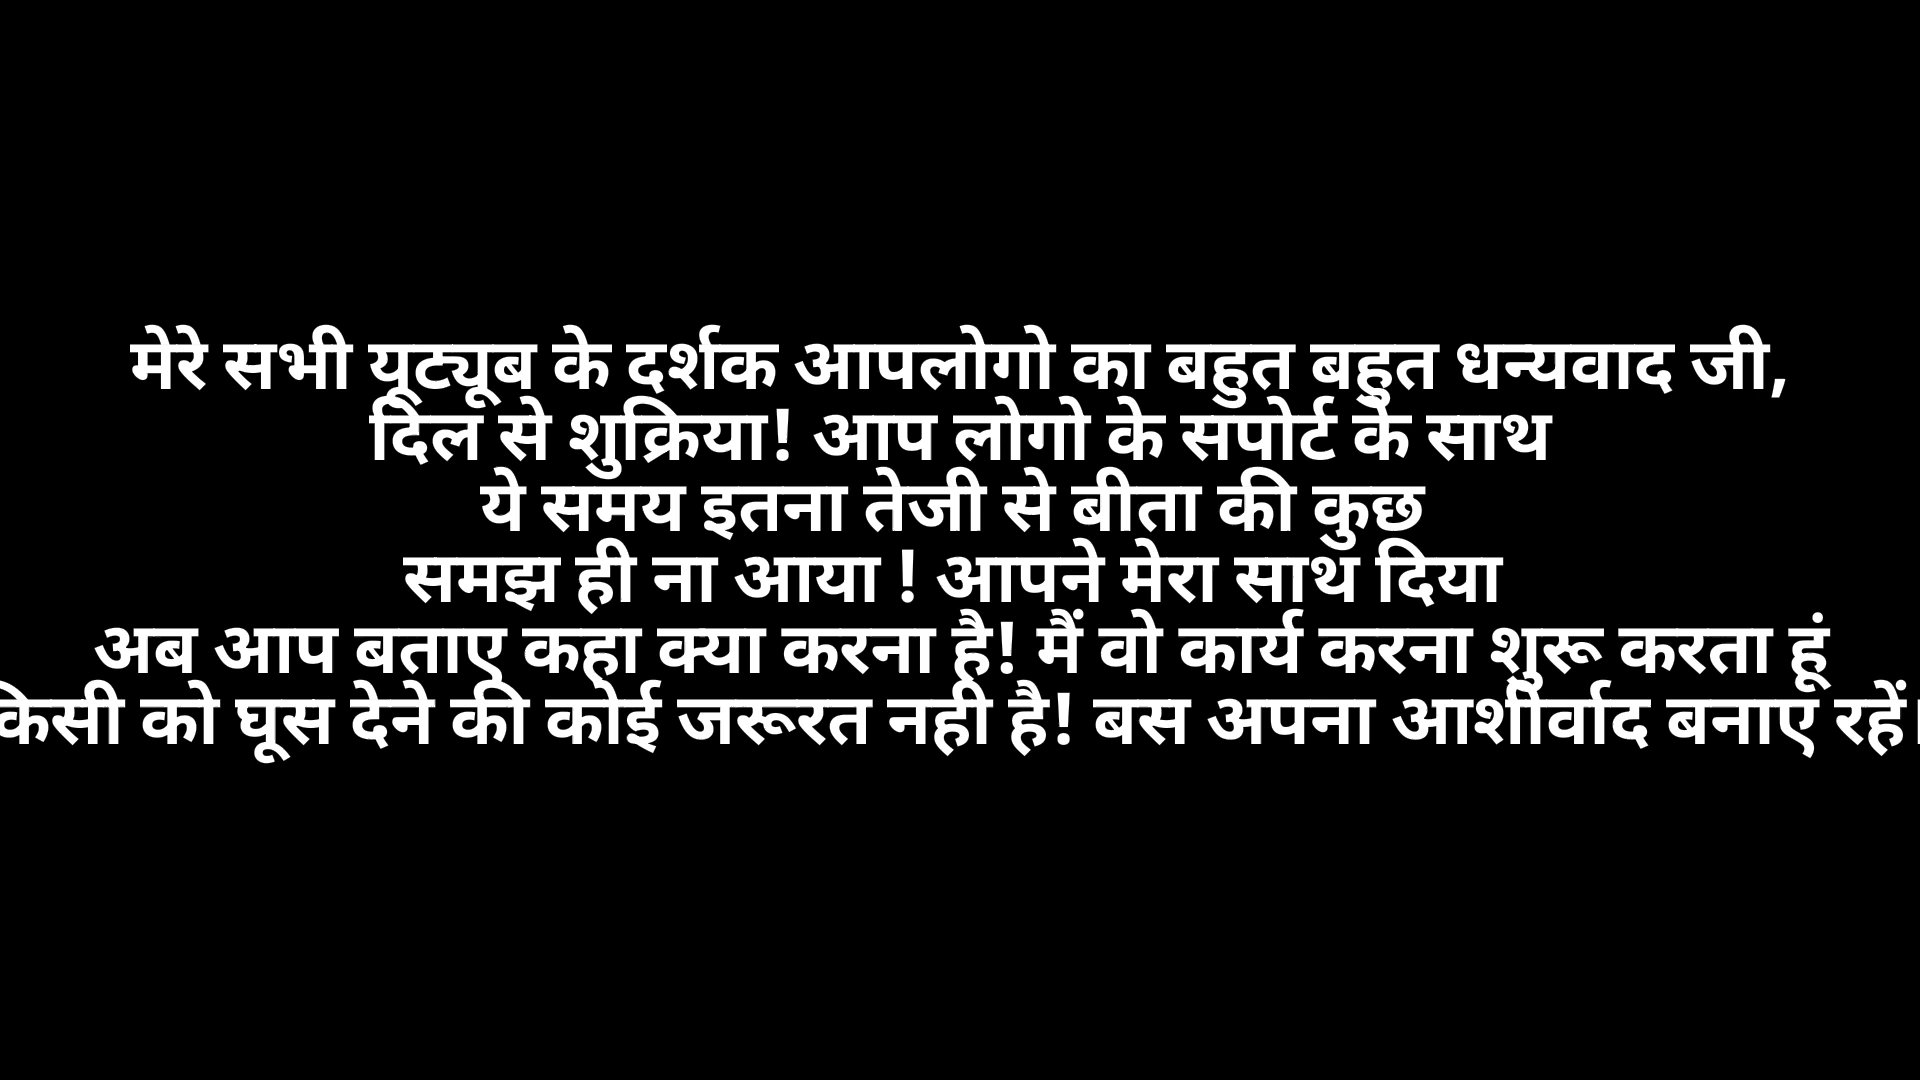 मेरे सभी यूट्यूब के दर्शक आपलोगो का बहुत बहुत धन्यवाद जी,
दिल से शुक्रिया! आप लोगो के सपोर्ट के साथ
ये समय इतना तेजी से बीता की कुछ
समझ ही ना आया ! आपने मेरा साथ दिया
अब आप बताए कहा क्या करना है! मैं वो कार्य करना शुरू करता हूं
किसी को घूस देने की कोई जरूरत नही है! बस अपना आशीर्वाद बनाए रहें।